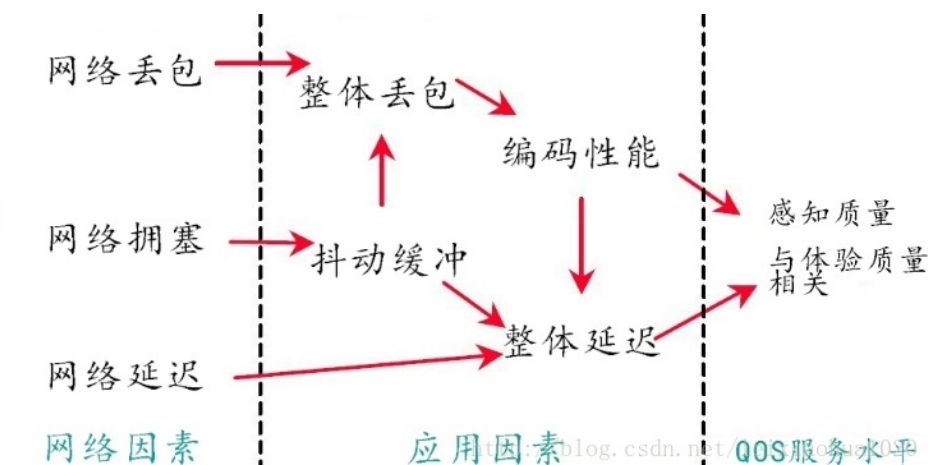 网络丢包
整体丢包
编码性能
感知质量
网络拥塞
抖动缓冲
与体验质量
相关
整体延迟
网络延迟
网络因素
应用因素
QOS服务水平